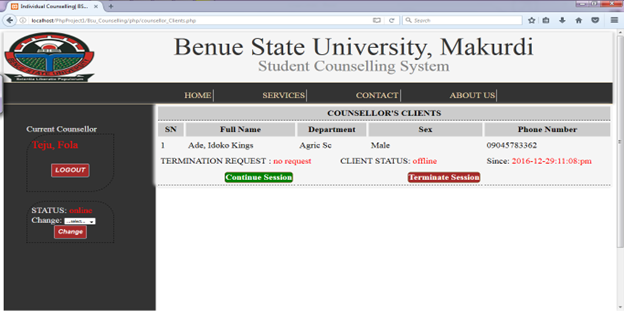 Individual Counselling| BS...
localhost/PhpProject1/Bsu_Counselling/php/counsellor_Clients.php
Search
Benue State University, Makurdi
Student Counselling System
HOME SERVICES CONTACT ABOUT US
Current Counsellor
Toju, Fola
LOGOUT
STATUS: online
Change: ...select...
Change
COUNSELLOR'S CLIENTS
SN Full Name Department Sex Phone Number
1 Ade, Idoko Kings Agric Sc Male 09045783362
TERMINATION REQUEST : no request CLIENT STATUS: offline Since: 2016-12-29:11:08:pm
Continue Session Terminate Session